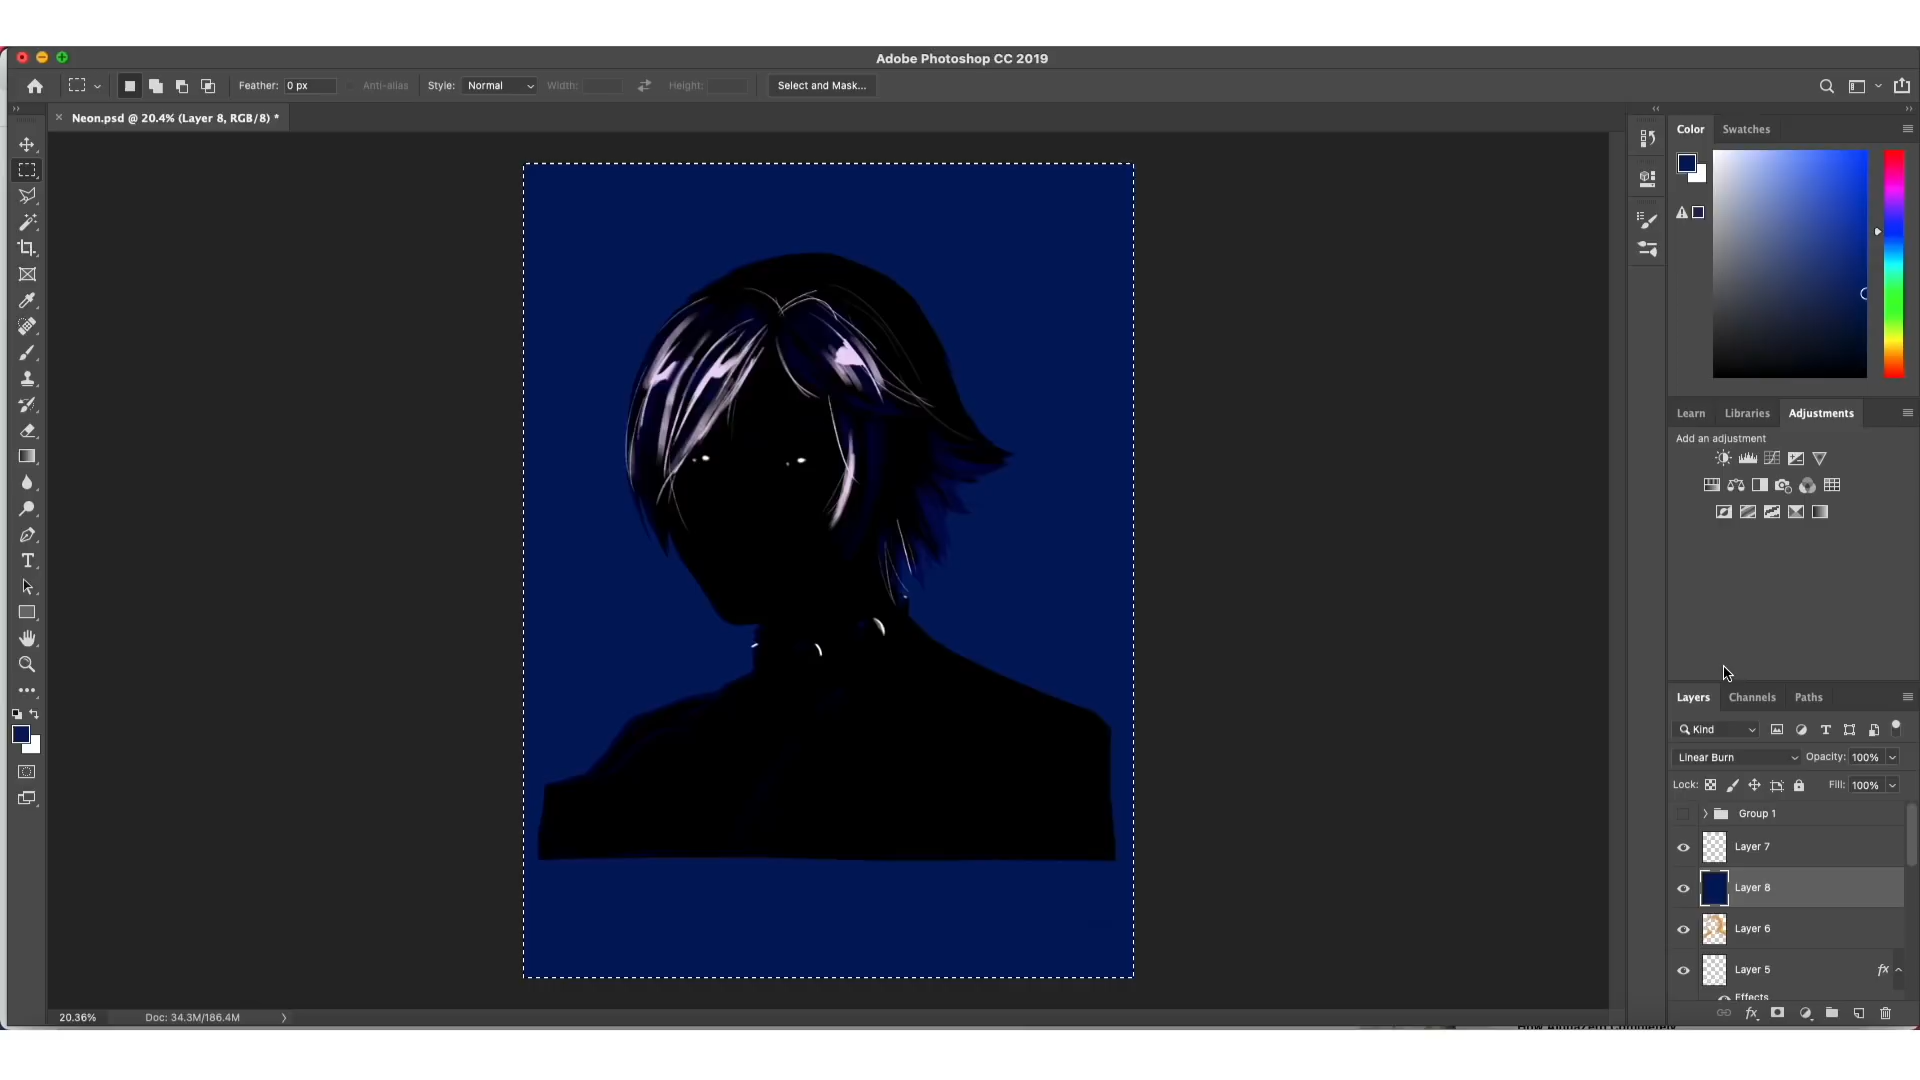 Adobe Photoshop CC 2019
Feather: 0 px Anti-alias Style: Normal Width: Height: Select and Mask...
Neon.psd @ 20.4% (Layer 8, RGB/8) *
Color Swatches
Learn Libraries Adjustments
Add an adjustment
Layers Channels Paths
Kind
Linear Burn Opacity: 100%
Lock: Fill: 100%
Group 1
Layer 7
Layer 8
Layer 6
Layer 5 fx
Effects
20.36% Doc: 34.3M/186.4M